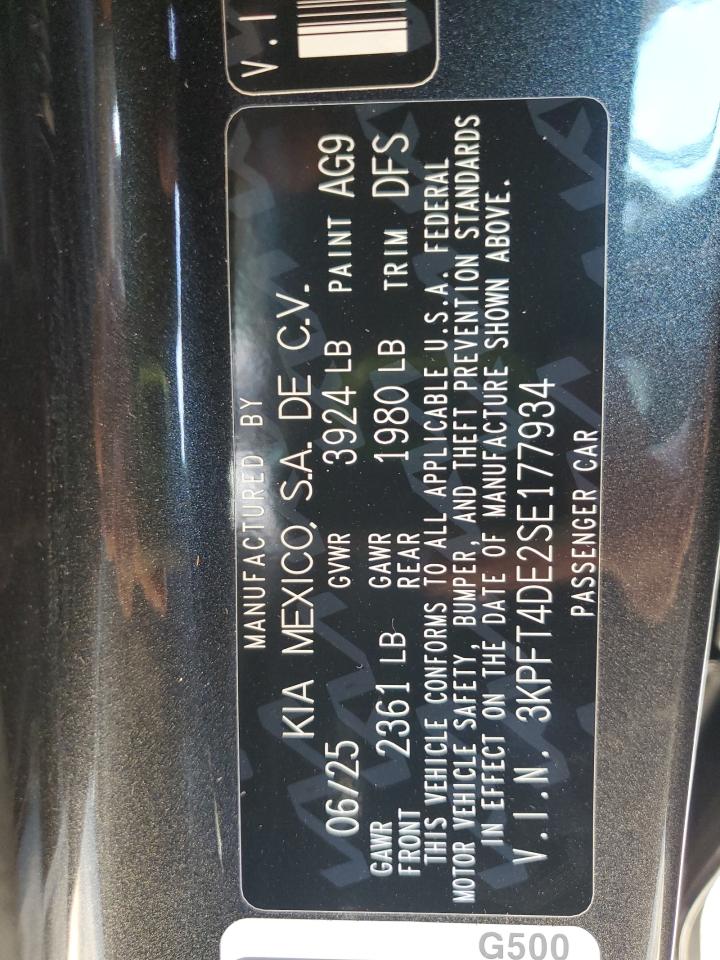 V.I
MANUFACTURED BY
KIA MEXICO, S.A. DE C.V.
06/25 GVWR 3924 LB PAINT AG9
GAWR FRONT 2361 LB GAWR REAR 1980 LB TRIM DFS
THIS VEHICLE CONFORMS TO ALL APPLICABLE U.S.A. FEDERAL
MOTOR VEHICLE SAFETY, BUMPER, AND THEFT PREVENTION STANDARDS
IN EFFECT ON THE DATE OF MANUFACTURE SHOWN ABOVE.
V.I.N. 3KPFT4DE2SE177934
PASSENGER CAR
G500